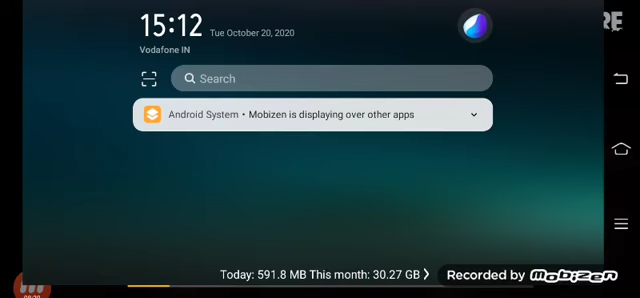 15:12 Tue October 20, 2020
Vodafone IN
RE
Search
Android System • Mobizen is displaying over other apps
Today: 591.8 MB This month: 30.27 GB
Recorded by Mobizen